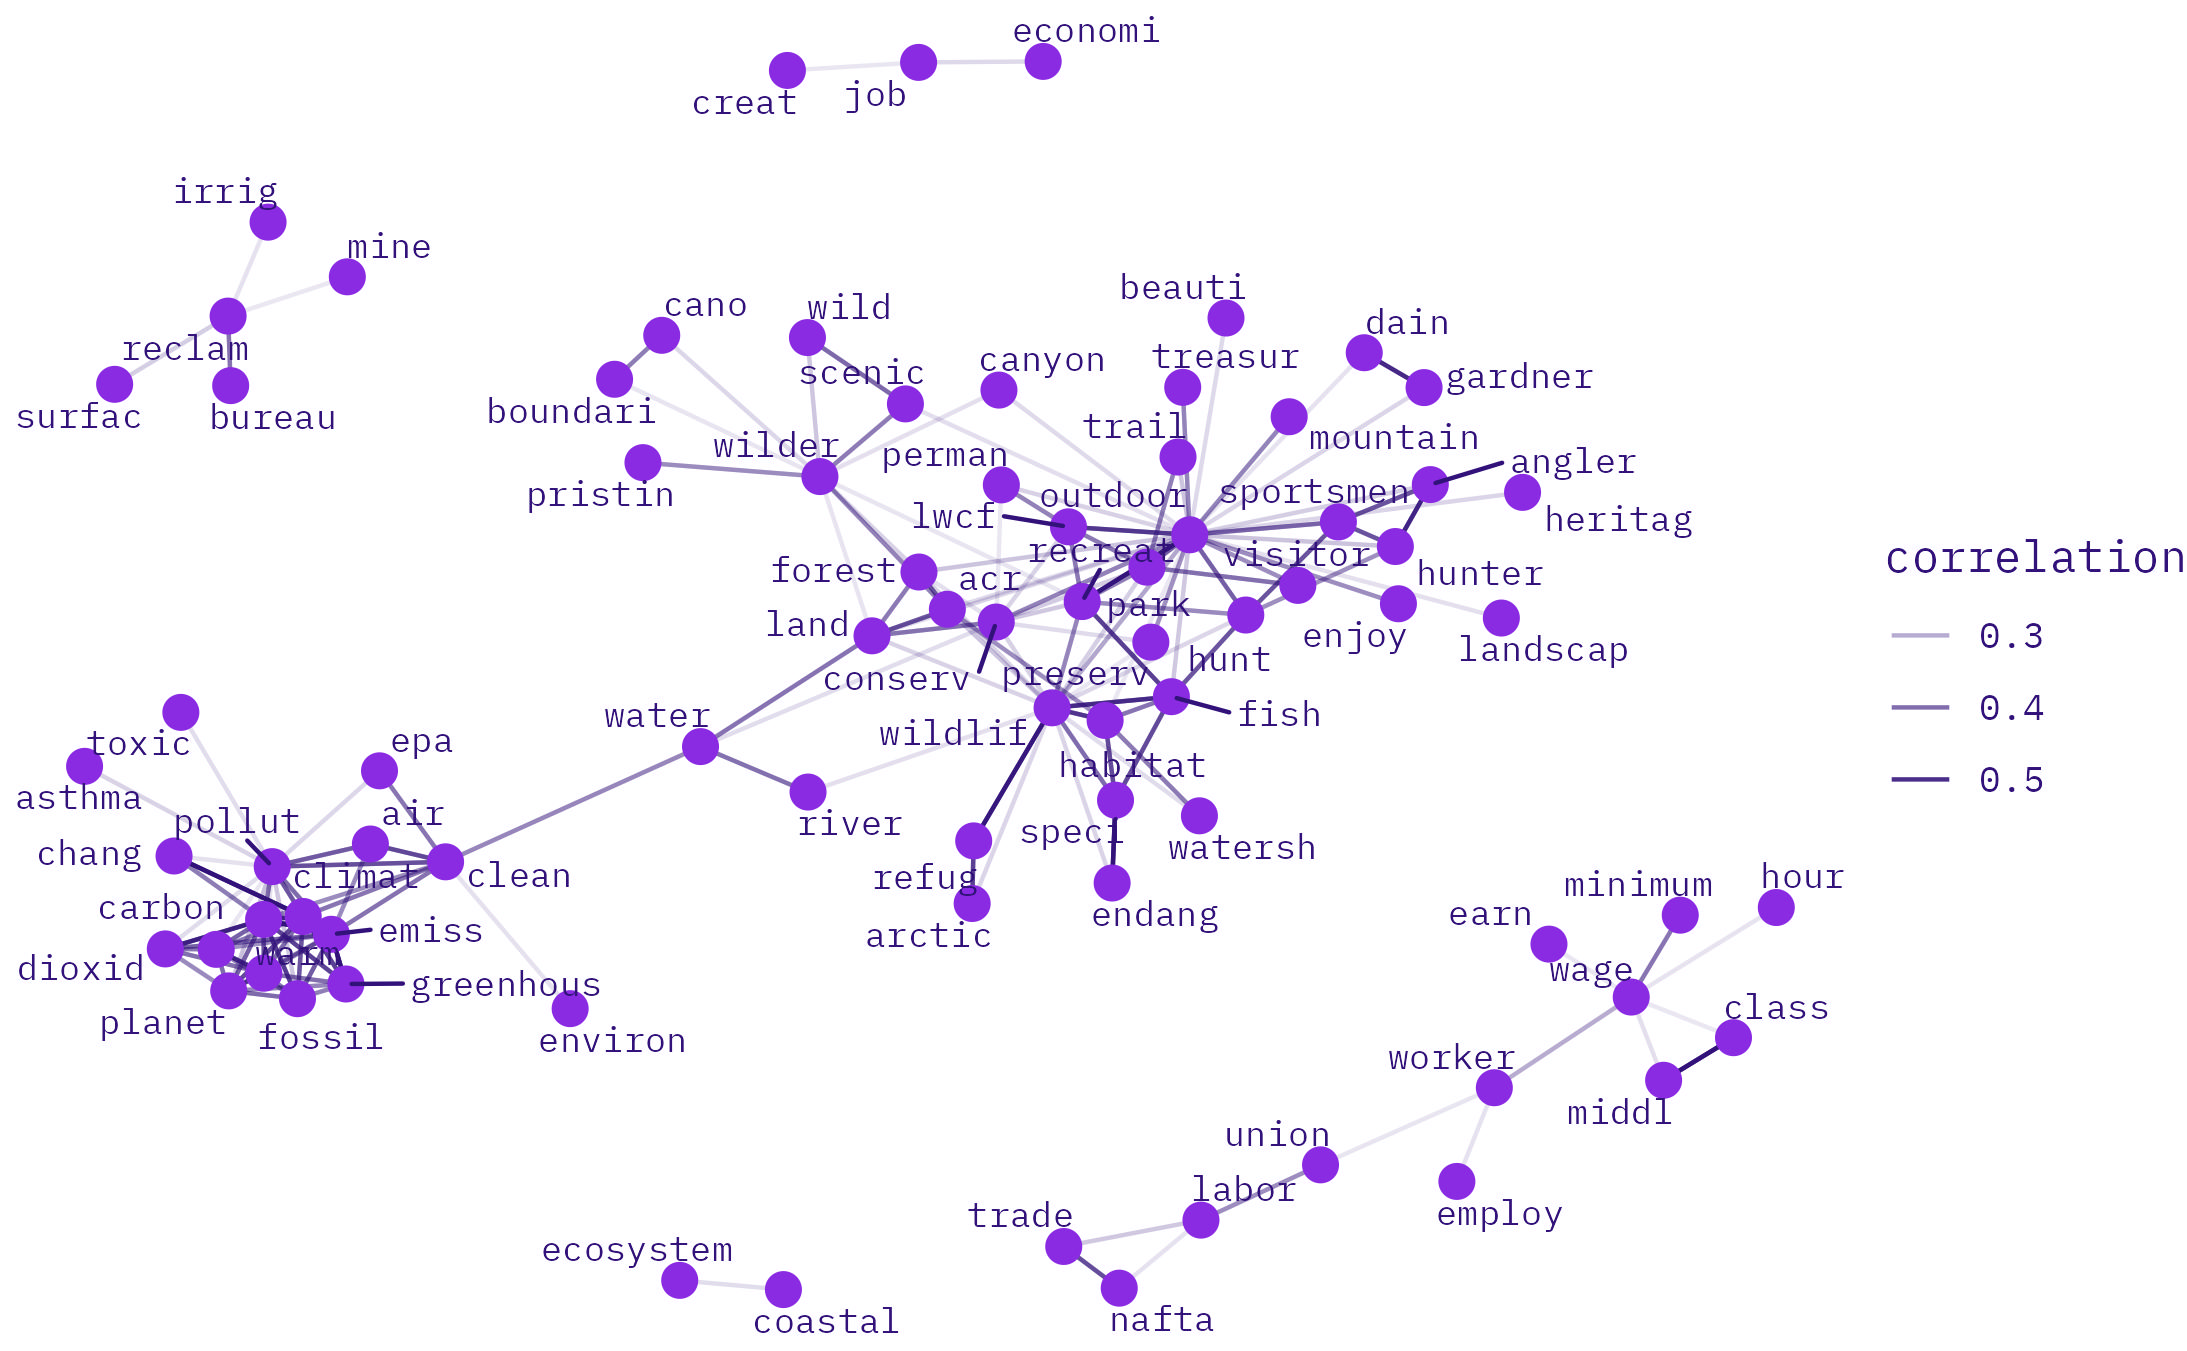 economi
creat
job
irrig
mine
reclam
surfac
bureau
cano
wild
beauti
dain
scenic
canyon
treasur
gardner
boundari
wilder
perman
trail
mountain
angler
pristin
lwcf
outdoor
sportsmen
heritag
forest
acr
recreat
visitor
hunter
land
park
enjoy
landscap
conserv
preserv
hunt
water
wildlif
fish
habitat
river
speci
watersh
refug
endang
arctic
toxic
epa
asthma
pollut
air
chang
climat
clean
carbon
emiss
dioxid
warm
greenhous
planet
fossil
environ
correlation
0.3
0.4
0.5
minimum
hour
earn
wage
class
worker
middl
union
labor
employ
trade
nafta
ecosystem
coastal